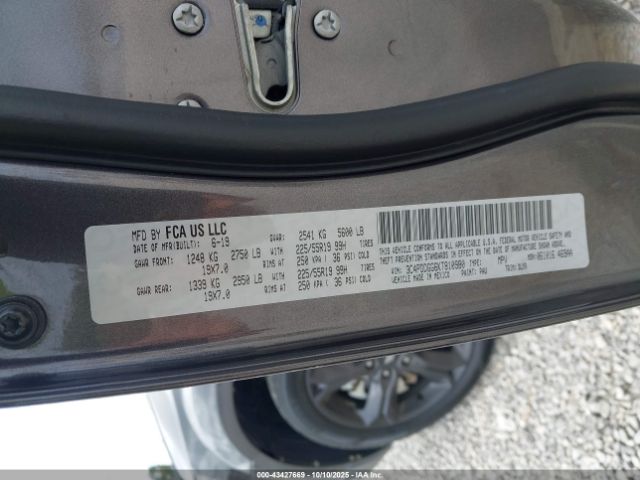 MFD BY FCA US LLC
DATE OF MFR(BUILT): 6-19
GVWR: 2541 KG 5600 LB
GAWR FRONT: 1248 KG 2750 LB WITH 225/55R19 99H TIRES
19X7.0 RIMS AT 250 KPA ( 36 PSI) COLD
GAWR REAR: 1339 KG 2950 LB WITH 225/55R19 99H TIRES
19X7.0 RIMS AT 250 KPA ( 36 PSI) COLD
THIS VEHICLE CONFORMS TO ALL
APPLICABLE U.S.A. FEDERAL MOTOR VEHICLE SAFETY,
BUMPER, AND THEFT PREVENTION STANDARDS IN
EFFECT ON THE DATE OF MANUFACTURE SHOWN ABOVE.
TYPE: MPV
MADE IN MEXICO
PAINT: PAU
000-43427669 - 10/10/2025 - IAAI Branches